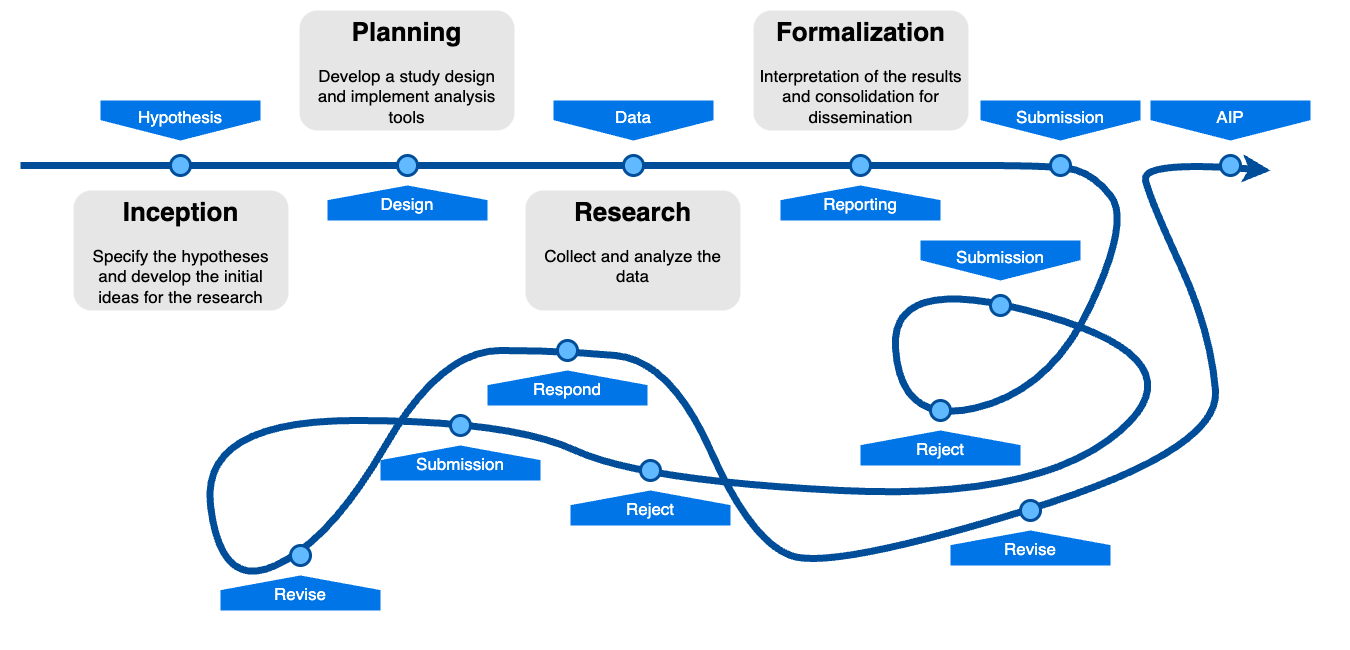 Planning
Develop a study design
and implement analysis
tools
Formalization
Interpretation of the results
and consolidation for
dissemination
Hypothesis
Data
Submission
AIP
Inception
Specify the hypotheses
and develop the initial
ideas for the research
Design
Research
Collect and analyze the
data
Reporting
Submission
Respond
Reject
Submission
Reject
Revise
Revise